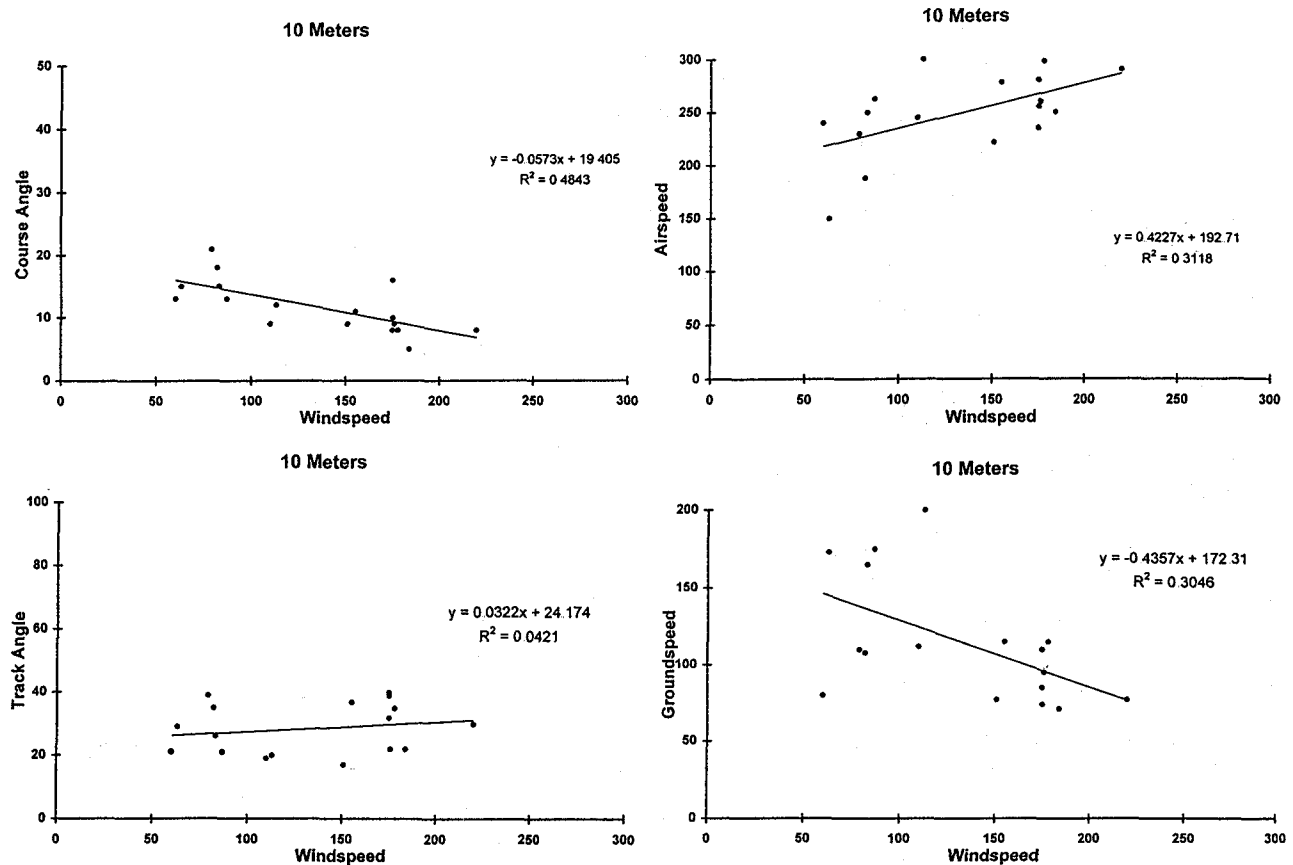 10 Meters
50
40
30
20
10
0
Course Angle
y = -0.0573x + 19 405
R² = 0 4843
0 50 100 150 200 250 300
Windspeed
10 Meters
300
250
200
150
100
50
0
Airspeed
y = 0.4227x + 192.71
R² = 0.3118
0 50 100 150 200 250 300
Windspeed
10 Meters
100
80
60
40
20
0
Track Angle
y = 0.0322x + 24.174
R² = 0 0421
0 50 100 150 200 250 300
Windspeed
10 Meters
200
150
100
50
0
Groundspeed
y = -0 4357x + 172.31
R² = 0.3046
0 50 100 150 200 250 300
Windspeed